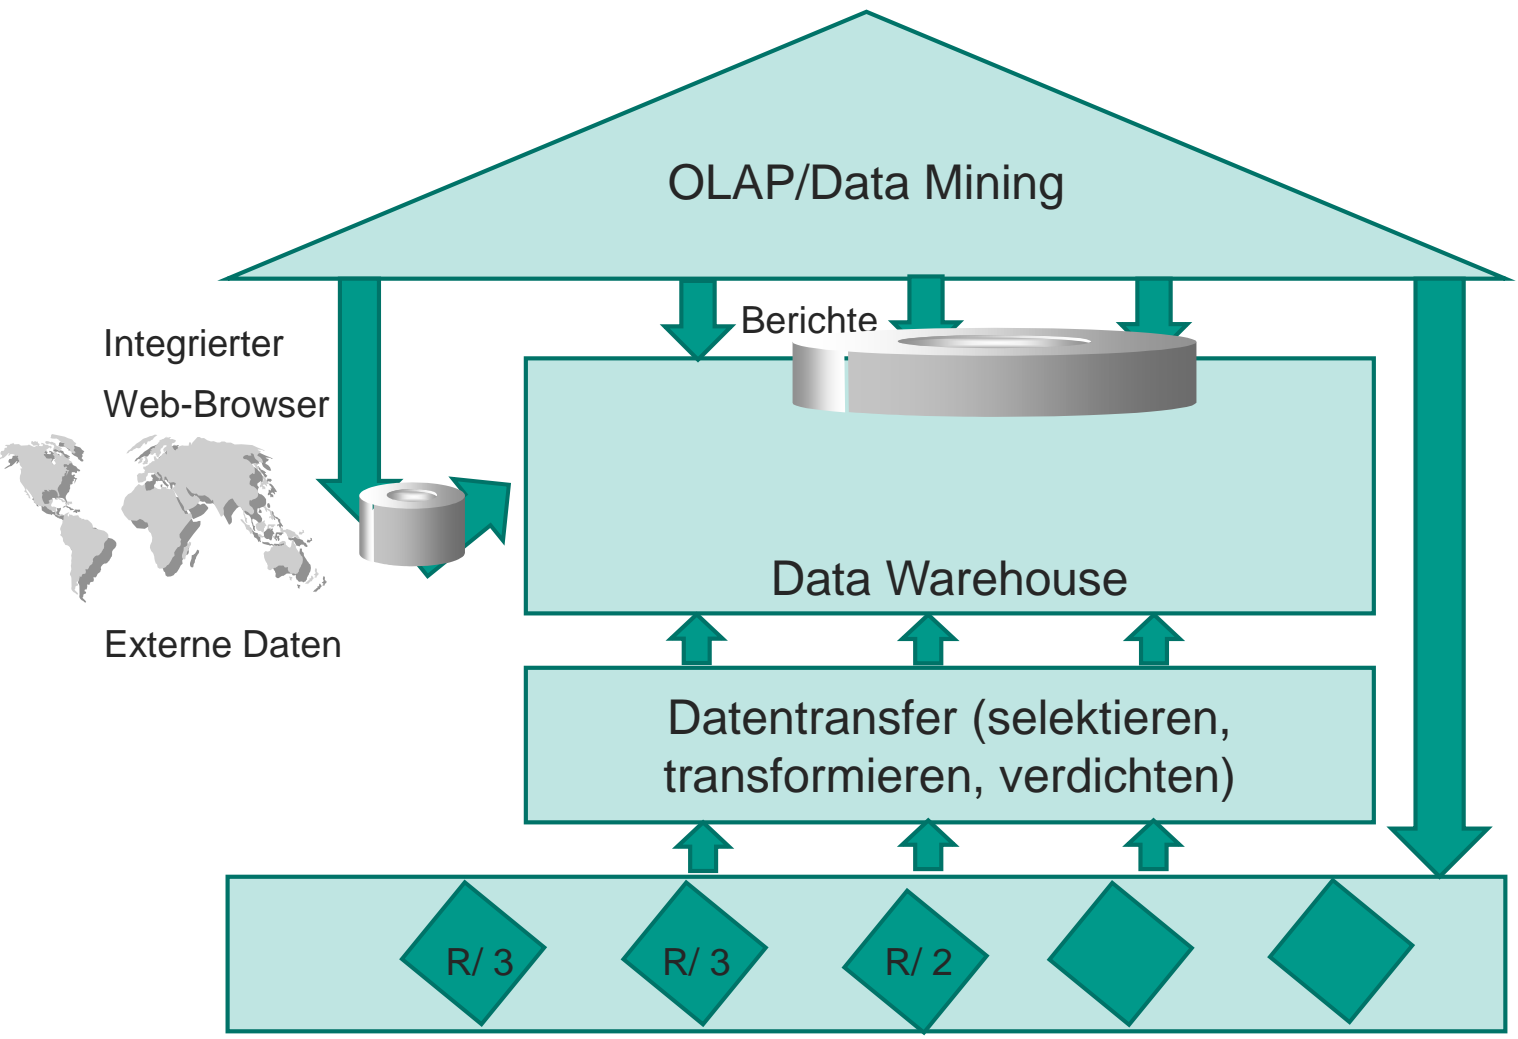 OLAP/Data Mining
Berichte
Integrierter
Web-Browser
Externe Daten
Data Warehouse
Datentransfer (selektieren,
transformieren, verdichten)
R/ 3
R/ 3
R/ 2